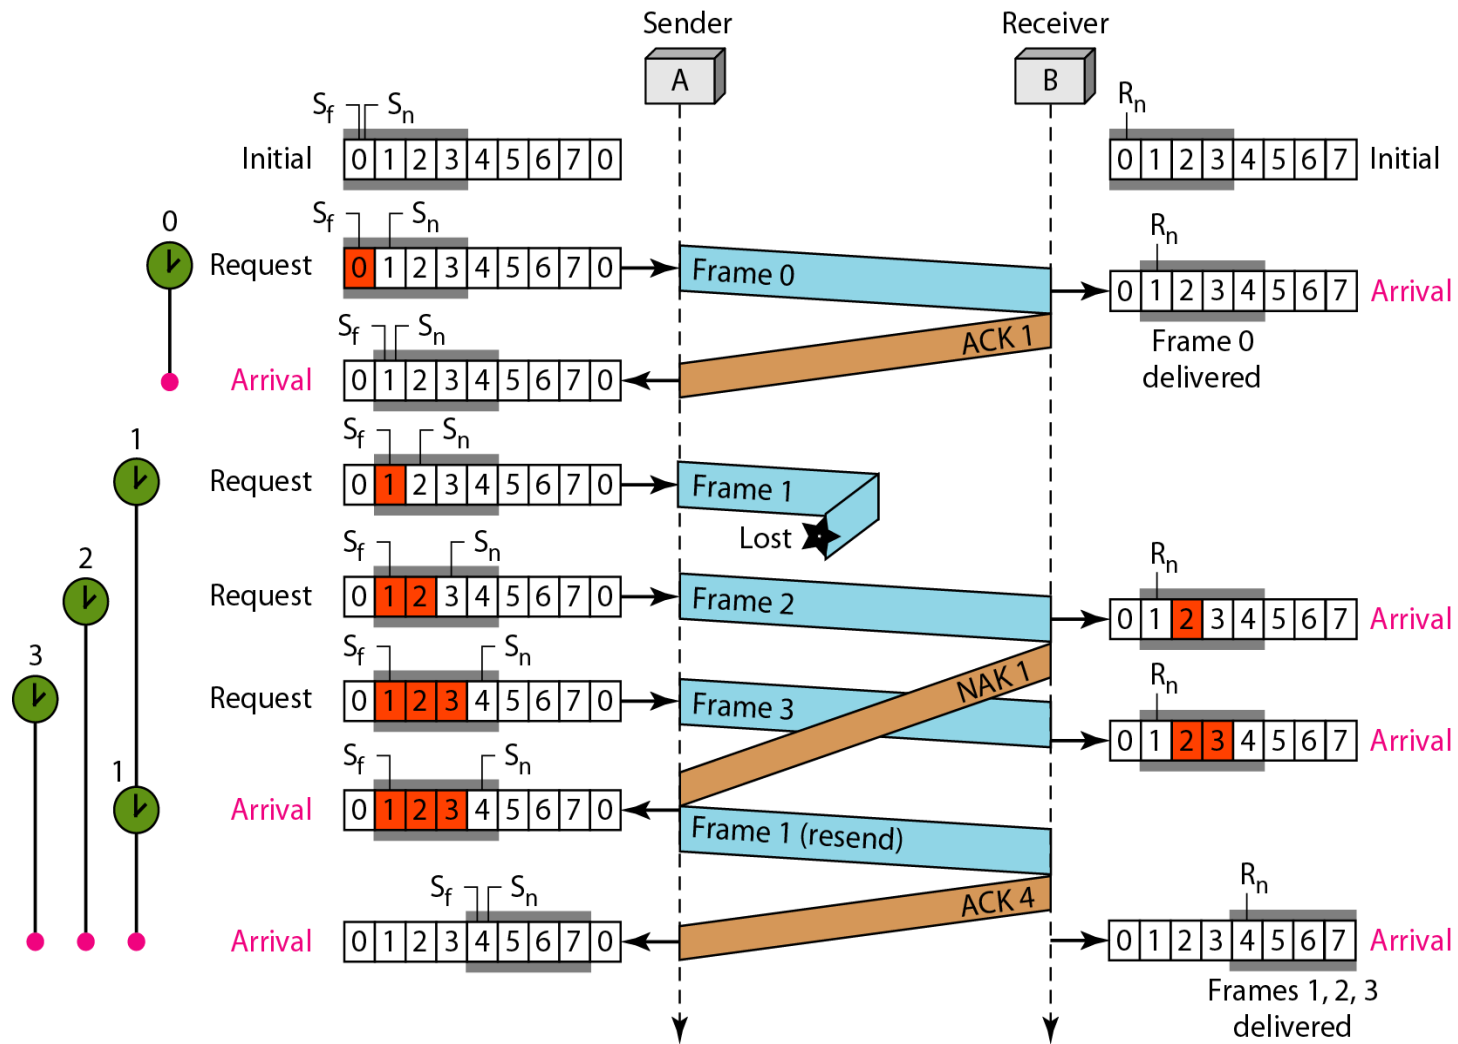 Sender Receiver
A B
Sf Sn Rn
Initial 0 1 2 3 4 5 6 7 0 0 1 2 3 4 5 6 7 Initial
0 Sf Sn Rn
Request 0 1 2 3 4 5 6 7 0 Frame 0 0 1 2 3 4 5 6 7 Arrival
Sf Sn ACK 1 Frame 0
Arrival 0 1 2 3 4 5 6 7 0 delivered
1 Sf Sn
Request 0 1 2 3 4 5 6 7 0 Frame 1
Lost
2 Sf Sn Rn
Request 0 1 2 3 4 5 6 7 0 Frame 2 0 1 2 3 4 5 6 7 Arrival
3 Sf Sn NAK 1 Rn
Request 0 1 2 3 4 5 6 7 0 Frame 3 0 1 2 3 4 5 6 7 Arrival
1 Sf Sn
Arrival 0 1 2 3 4 5 6 7 0 Frame 1 (resend)
Sf Sn ACK 4 Rn
Arrival 0 1 2 3 4 5 6 7 0 0 1 2 3 4 5 6 7 Arrival
Frames 1, 2, 3
delivered